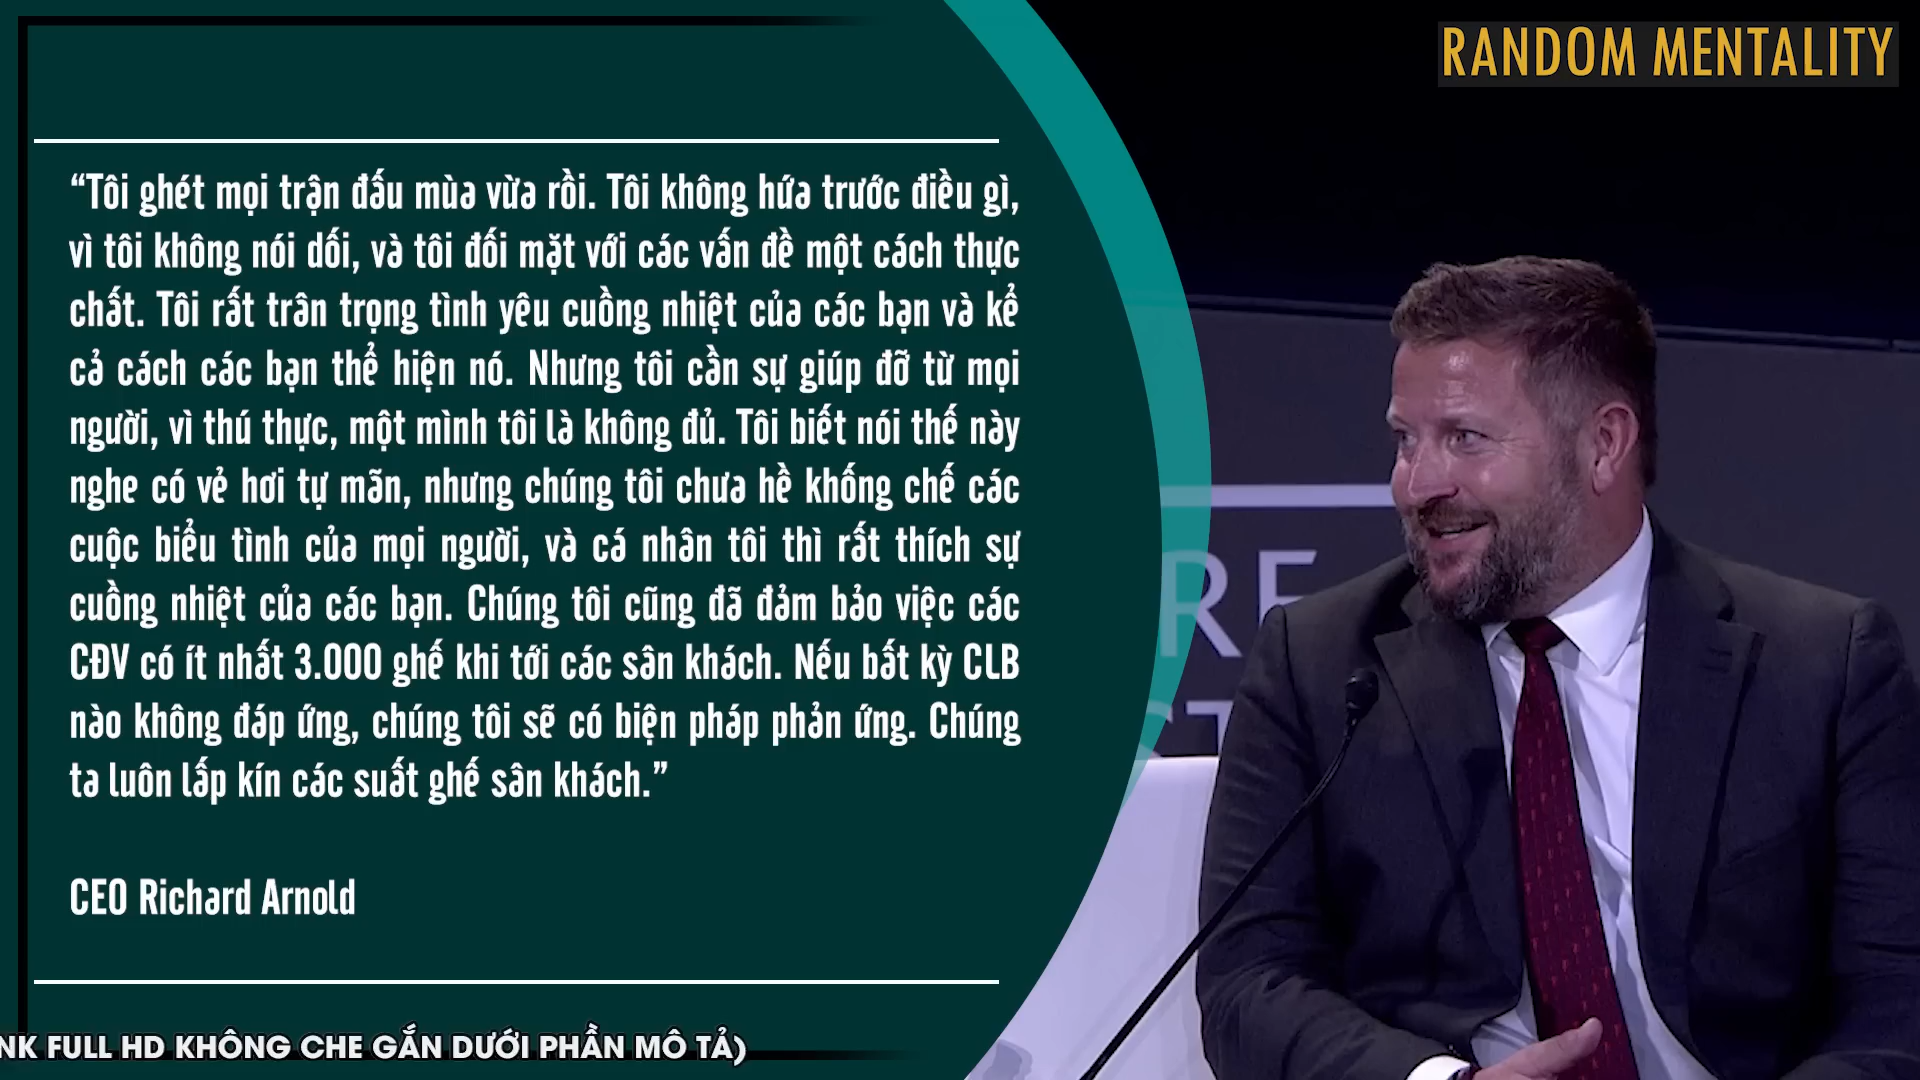 RANDOM MENTALITY
“Tôi ghét mọi trận đấu mùa vừa rồi. Tôi không hứa trước điều gì,
vì tôi không nói dối, và tôi đối mặt với các vấn đề một cách thực
chất. Tôi rất trân trọng tình yêu cuồng nhiệt của các bạn và kể
cả cách các bạn thể hiện nó. Nhưng tôi cần sự giúp đỡ từ mọi
người, vì thú thực, một mình tôi là không đủ. Tôi biết nói thế này
nghe có vẻ hơi tự mãn, nhưng chúng tôi chưa hề khống chế các
cuộc biểu tình của mọi người, và cá nhân tôi thì rất thích sự
cuồng nhiệt của các bạn. Chúng tôi cũng đã đảm bảo việc các
CĐV có ít nhất 3.000 ghế khi tới các sân khách. Nếu bất kỳ CLB
nào không đáp ứng, chúng tôi sẽ có biện pháp phản ứng. Chúng
ta luôn lấp kín các suất ghế sân khách.”
CEO Richard Arnold
NK FULL HD KHÔNG CHE GẮN DƯỚI PHẦN MÔ TẢ)